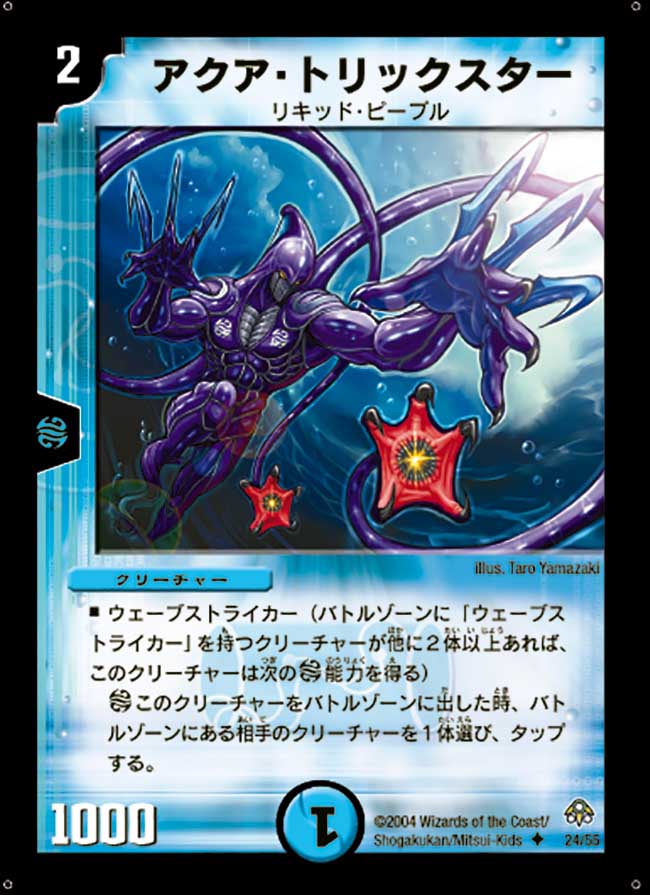 2
アクア・トリックスター
リキッド・ピープル
illus. Taro Yamazaki
クリーチャー
■ ウェーブストライカー（バトルゾーンに「ウェーブス
トライカー」を持つクリーチャーが他に２体以上あれば、
このクリーチャーは次の能力を得る）
このクリーチャーをバトルゾーンに出した時、バト
ルゾーンにある相手のクリーチャーを１体選び、タップ
する。
1000
1
©2004 Wizards of the Coast/
Shogakukan/Mitsui-Kids ◆ 24/55